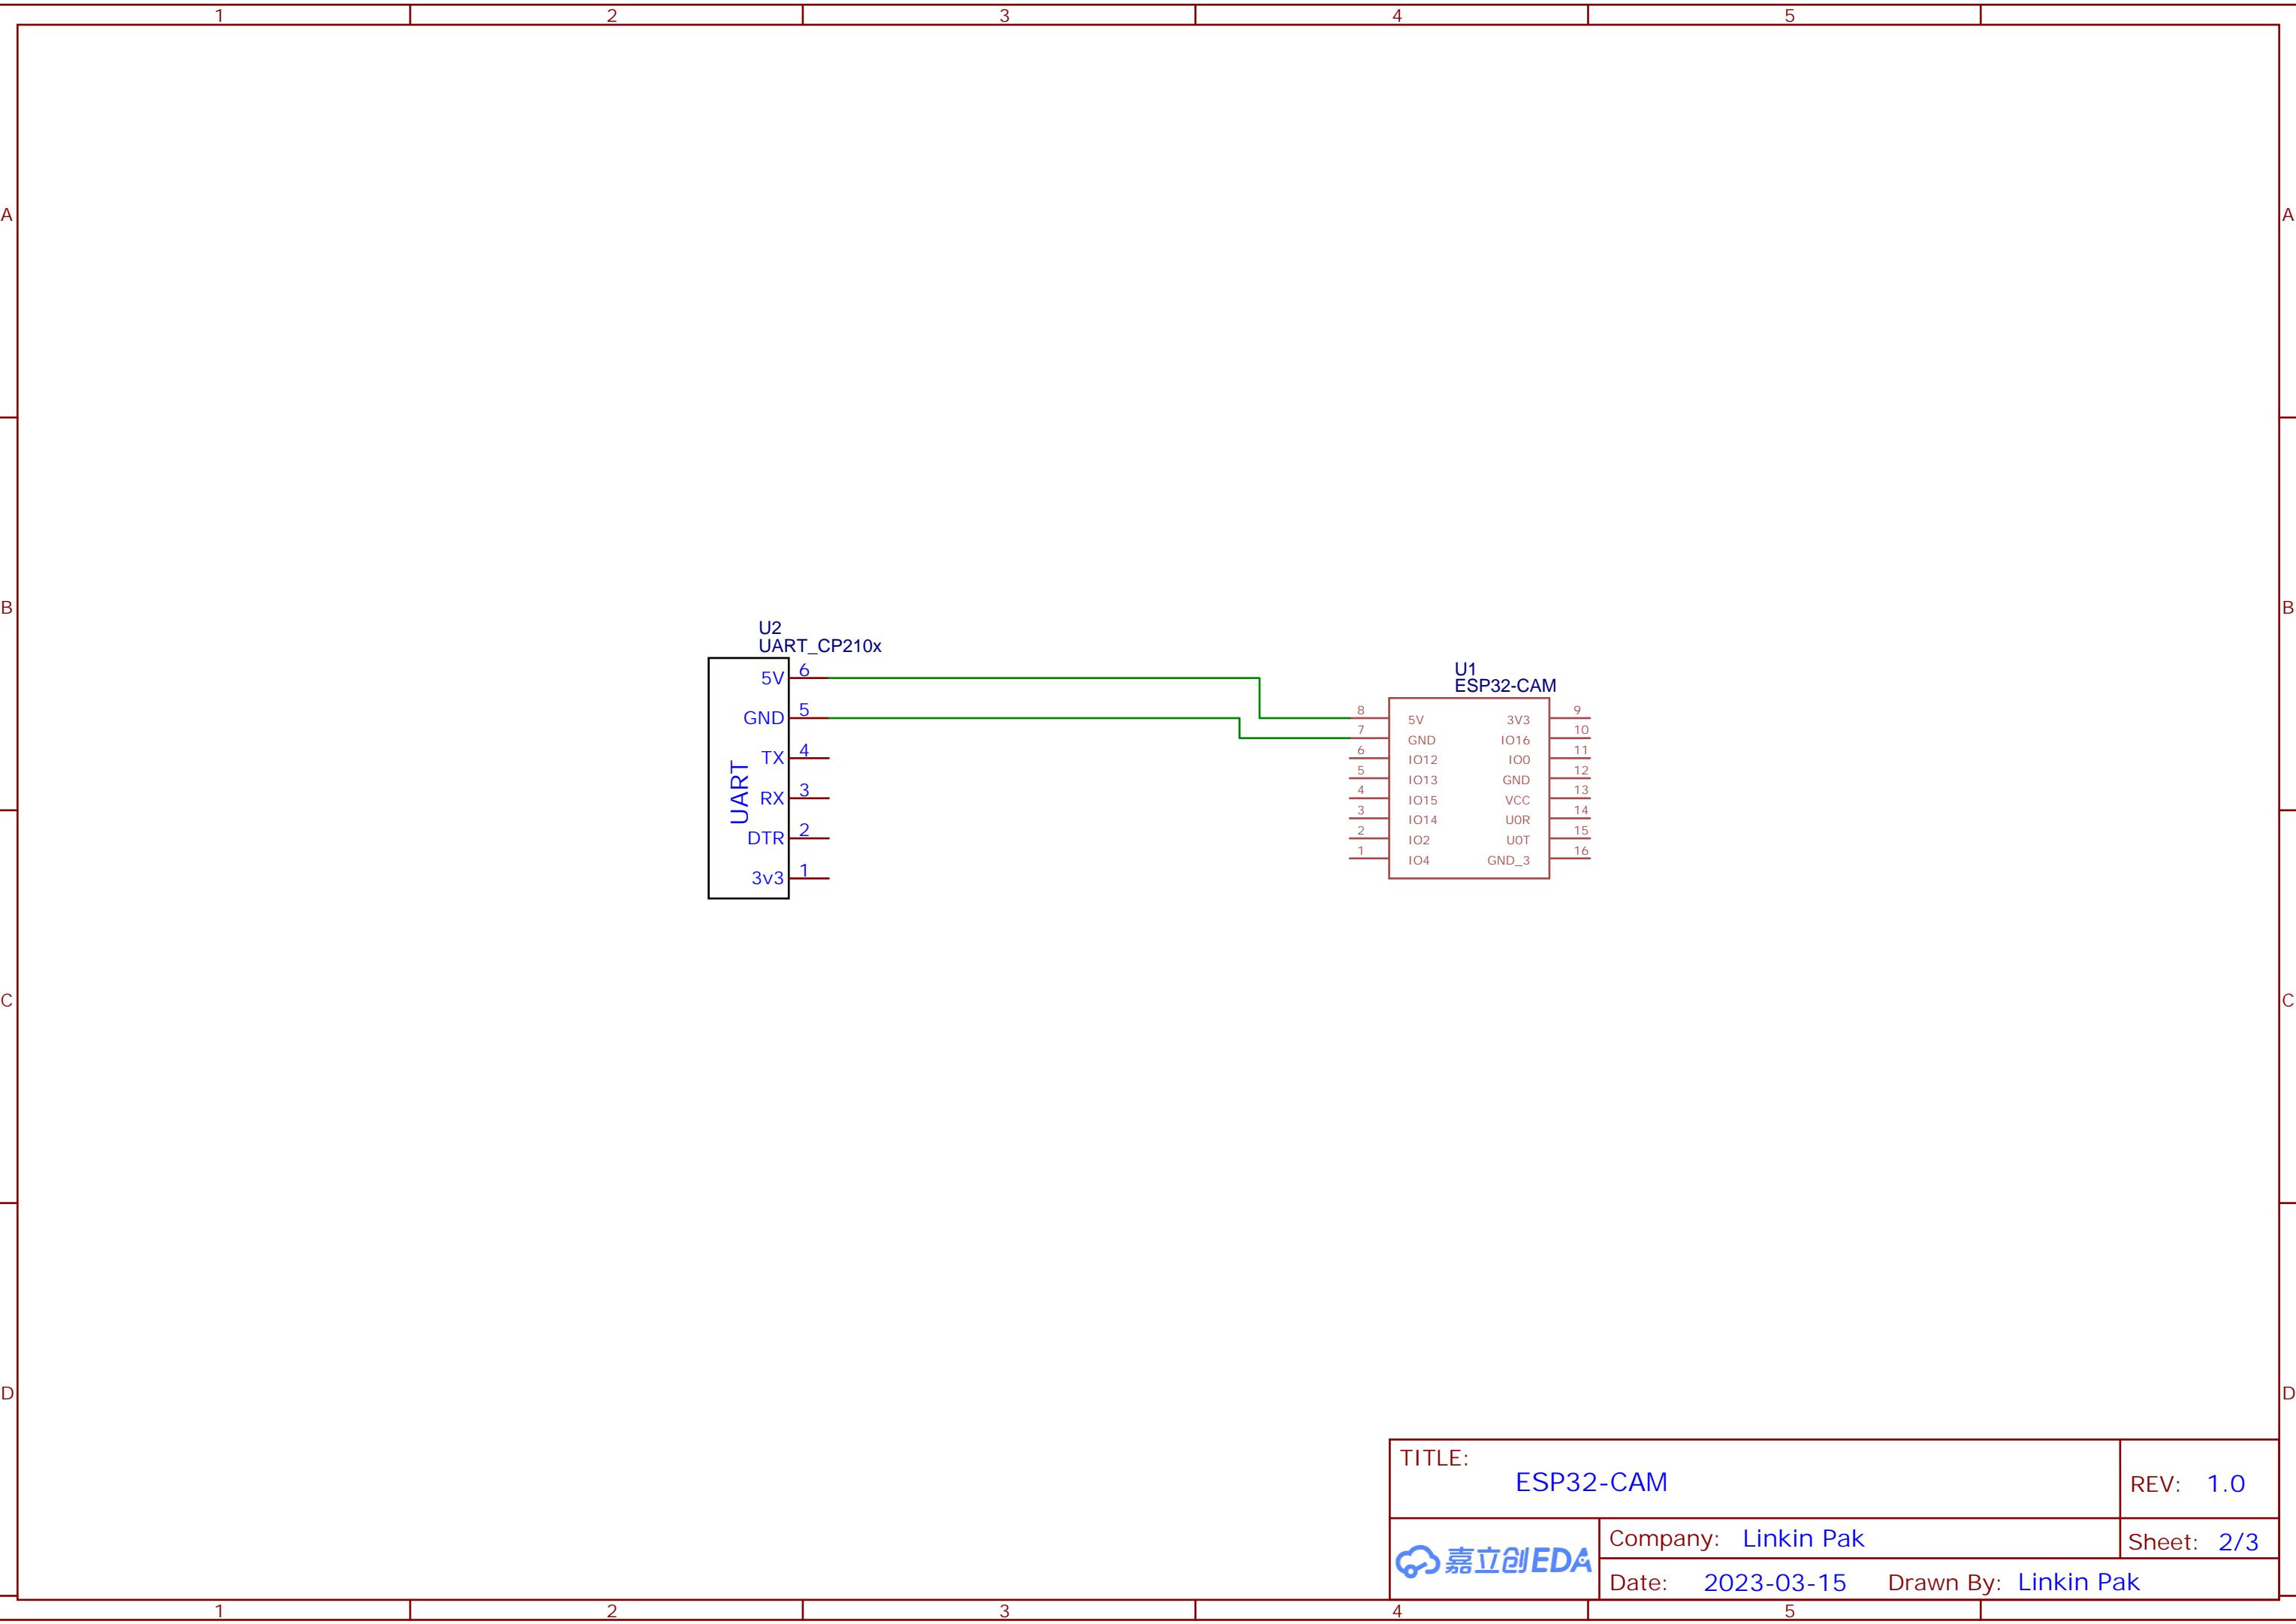 1 2 3 4 5
A A
B B
C C
D D
U2
UART_CP210x
UART
5V 6
GND 5
TX 4
RX 3
DTR 2
3v3 1
U1
ESP32-CAM
8 5V 3V3 9
7 GND IO16 10
6 IO12 IO0 11
5 IO13 GND 12
4 IO15 VCC 13
3 IO14 U0R 14
2 IO2 U0T 15
1 IO4 GND_3 16
TITLE:
ESP32-CAM
REV: 1.0
嘉立创EDA
Company: Linkin Pak
Sheet: 2/3
Date: 2023-03-15 Drawn By: Linkin Pak
1 2 3 4 5